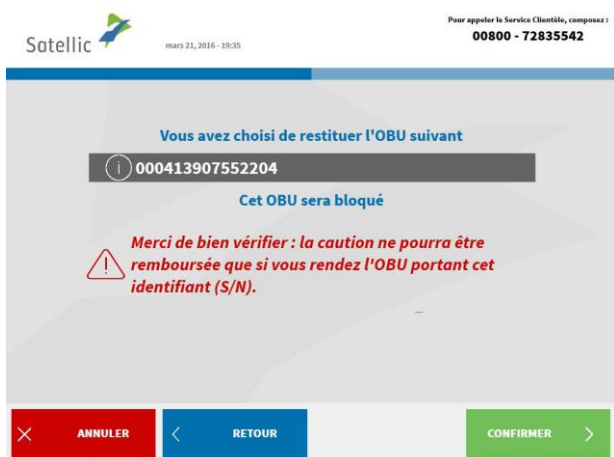 Satellic
mars 21, 2016 - 19:35
Pour appeler le Service Clientèle, composez :
00800 - 72835542
Vous avez choisi de restituer l'OBU suivant
000413907552204
Cet OBU sera bloqué
Merci de bien vérifier : la caution ne pourra être
remboursée que si vous rendez l'OBU portant cet
identifiant (S/N).
ANNULER
RETOUR
CONFIRMER